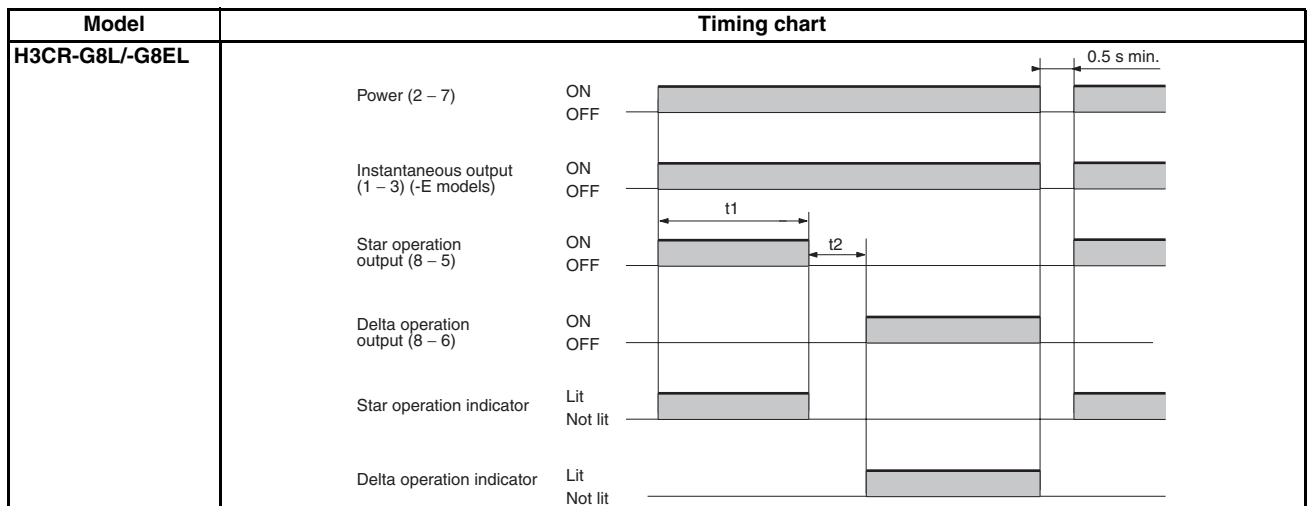 Model Timing chart
H3CR-G8L/-G8EL
0.5 s min.
Power (2 – 7) ON
OFF
Instantaneous output ON
(1 – 3) (-E models) OFF
t1
Star operation ON t2
output (8 – 5) OFF
Delta operation ON
output (8 – 6) OFF
Star operation indicator Lit
Not lit
Delta operation indicator Lit
Not lit